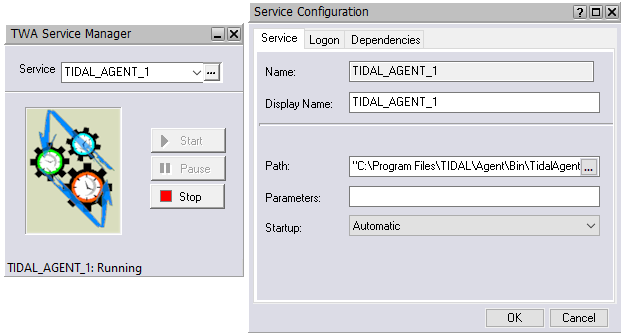 TWA Service Manager
Service
TIDAL_AGENT_1
...
Start
Pause
Stop
TIDAL_AGENT_1: Running
Service Configuration
Service
Logon
Dependencies
Name:
TIDAL_AGENT_1
Display Name:
TIDAL_AGENT_1
Path:
"C:\Program Files\TIDAL\Agent\Bin\TidalAgent
...
Parameters:
Startup:
Automatic
OK
Cancel